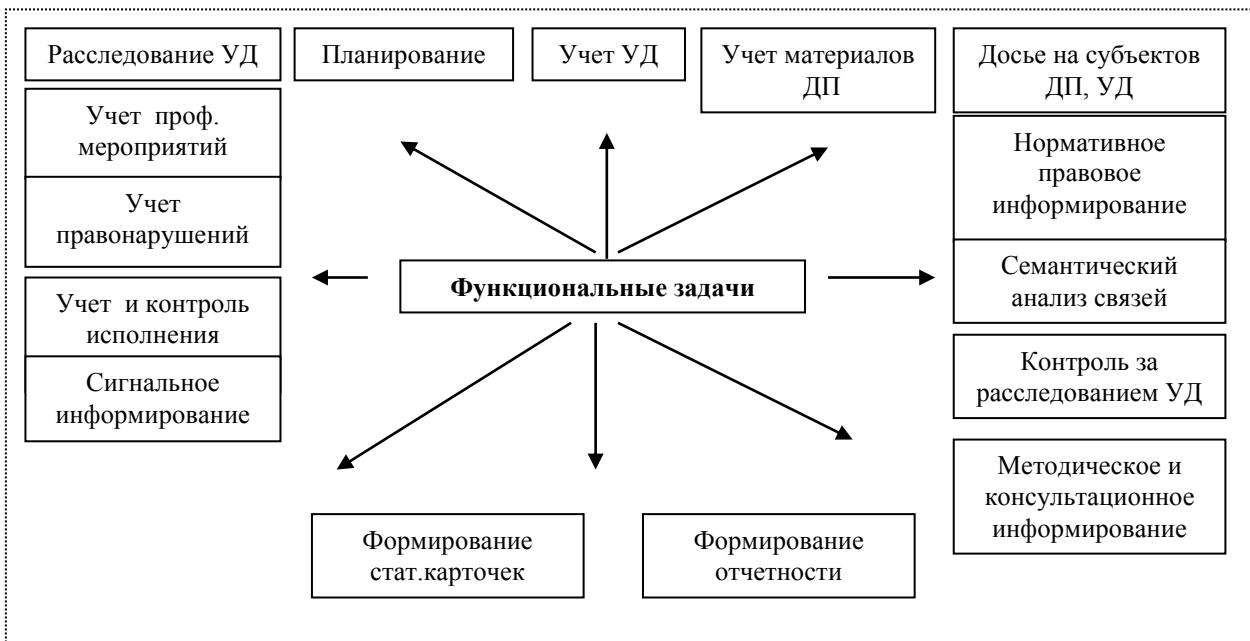 Расследование УД
Планирование
Учет УД
Учет материалов
ДП
Досье на субъектов
ДП, УД
Учет проф.
мероприятий
Нормативное
правовое
информирование
Учет
правонарушений
Семантический
анализ связей
Функциональные задачи
Учет и контроль
исполнения
Контроль за
расследованием УД
Сигнальное
информирование
Методическое и
консультационное
информирование
Формирование
стат.карточек
Формирование
отчетности